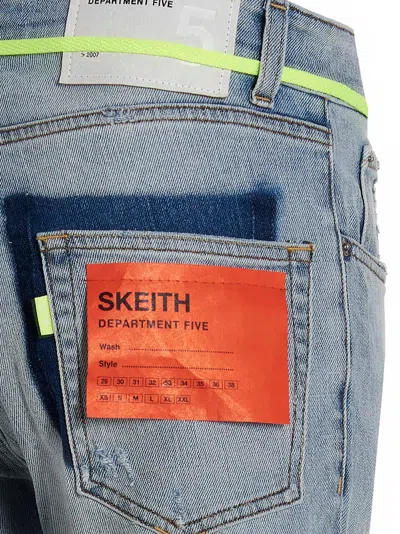 DEPARTMENT FIVE
5
S 2007
SKEITH
DEPARTMENT FIVE
Wash ........................
Style ........................
29 30 31 32 33 34 35 36 38
XS S M L XL XXL